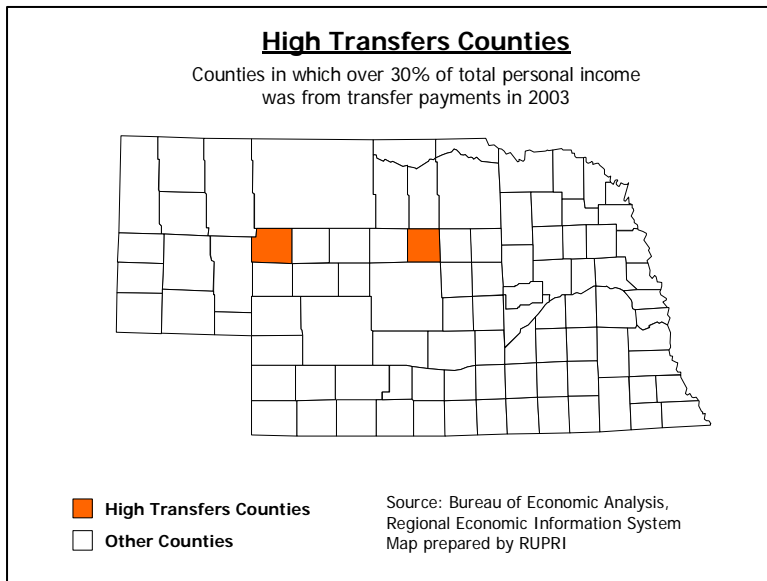 High Transfers Counties
Counties in which over 30% of total personal income
was from transfer payments in 2003
High Transfers Counties
Other Counties
Source: Bureau of Economic Analysis,
Regional Economic Information System
Map prepared by RUPRI